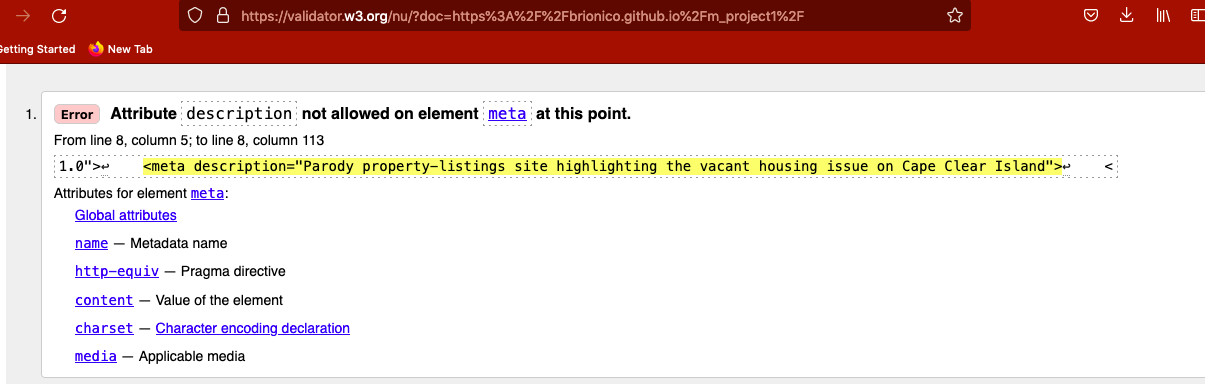 https://validator.w3.org/nu/?doc=https%3A%2F%2Fbrionico.github.io%2Fm_project1%2F
Getting Started New Tab
1. Error Attribute description not allowed on element meta at this point.
From line 8, column 5; to line 8, column 113
1.0">↩ <meta description="Parody property-listings site highlighting the vacant housing issue on Cape Clear Island">↩ <
Attributes for element meta:
Global attributes
name — Metadata name
http-equiv — Pragma directive
content — Value of the element
charset — Character encoding declaration
media — Applicable media